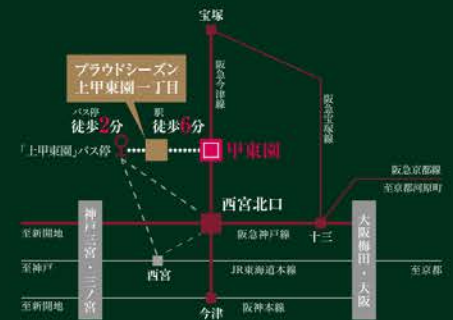 宝塚
阪急今津線
阪急宝塚線
プラウドシーズン
上甲東園一丁目
バス停
徒歩2分
駅
徒歩6分
「上甲東園」バス停
甲東園
阪急京都線
至京都河原町
西宮北口
至新開地
阪急神戸線
十三
神戸三宮・三ノ宮
大阪梅田・大阪
至神戸
西宮
JR東海道本線
至京都
至新開地
今津
阪神本線